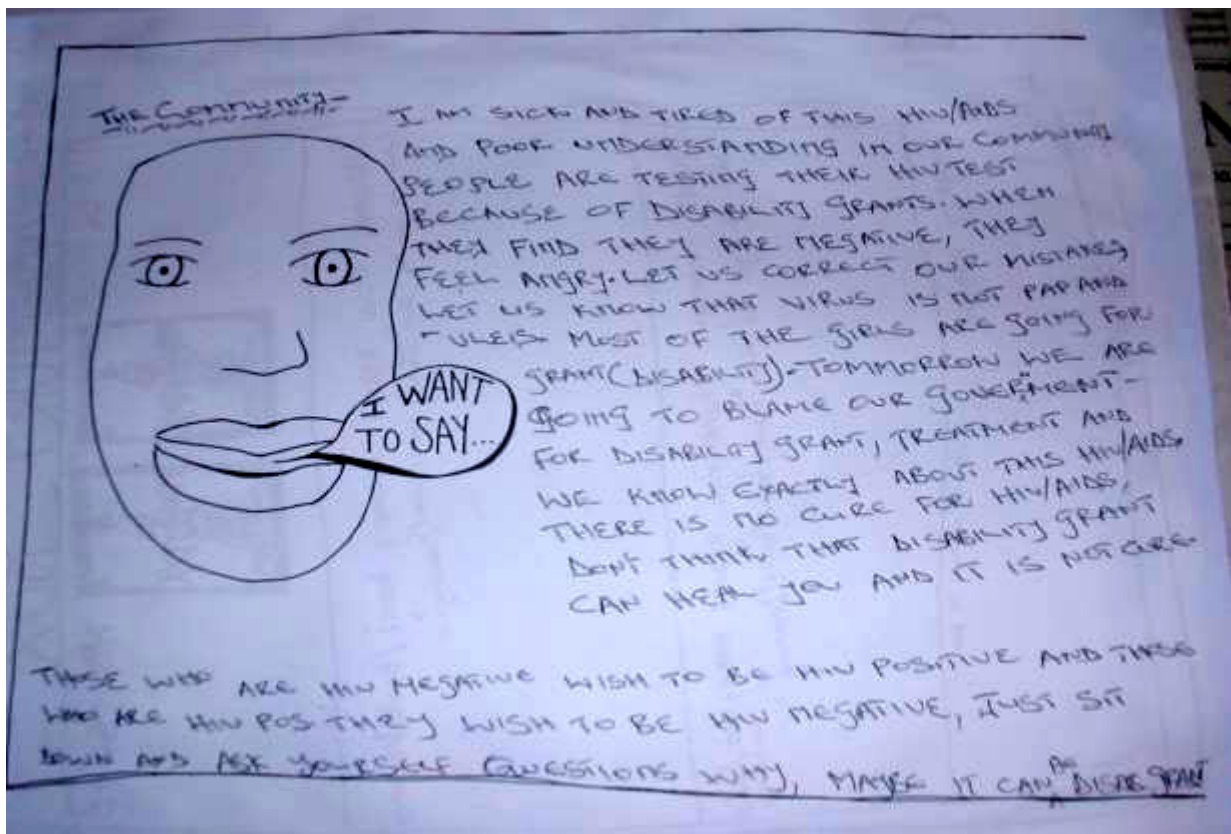 THE COMMUNITY-
I AM SICK AND TIRED OF THIS HIV/AIDS
AND POOR UNDERSTANDING IN OUR COMMUNITY
PEOPLE ARE TESTING THEIR HIV TEST
BECAUSE OF DISABILITY GRANTS. WHEN
THEY FIND THEY ARE NEGATIVE, THEY
FEEL ANGRY. LET US CORRECT OUR MISTAKES,
LET US KNOW THAT VIRUS IS NOT PAP AND
VLEIS. MOST OF THE GIRLS ARE GOING FOR
GRANT (DISABILITY) - TOMMORROW WE ARE
GOING TO BLAME OUR GOVERMENT -
FOR DISABILITY GRANT, TREATMENT AND
WE KNOW EXACTLY ABOUT THIS HIV/AIDS.
THERE IS NO CURE FOR HIV/AIDS,
DON'T THINK THAT DISABILITY GRANT
CAN HEAL YOU AND IT IS NOT CURE.
I WANT
TO SAY...
THOSE WHO ARE HIV NEGATIVE WISH TO BE HIV POSITIVE AND THOSE
WHO ARE HIV POS THEY WISH TO BE HIV NEGATIVE, JUST SIT
DOWN AND ASK YOURSELF QUESTIONS WHY, MAYBE IT CAN BE DISAB GRANT